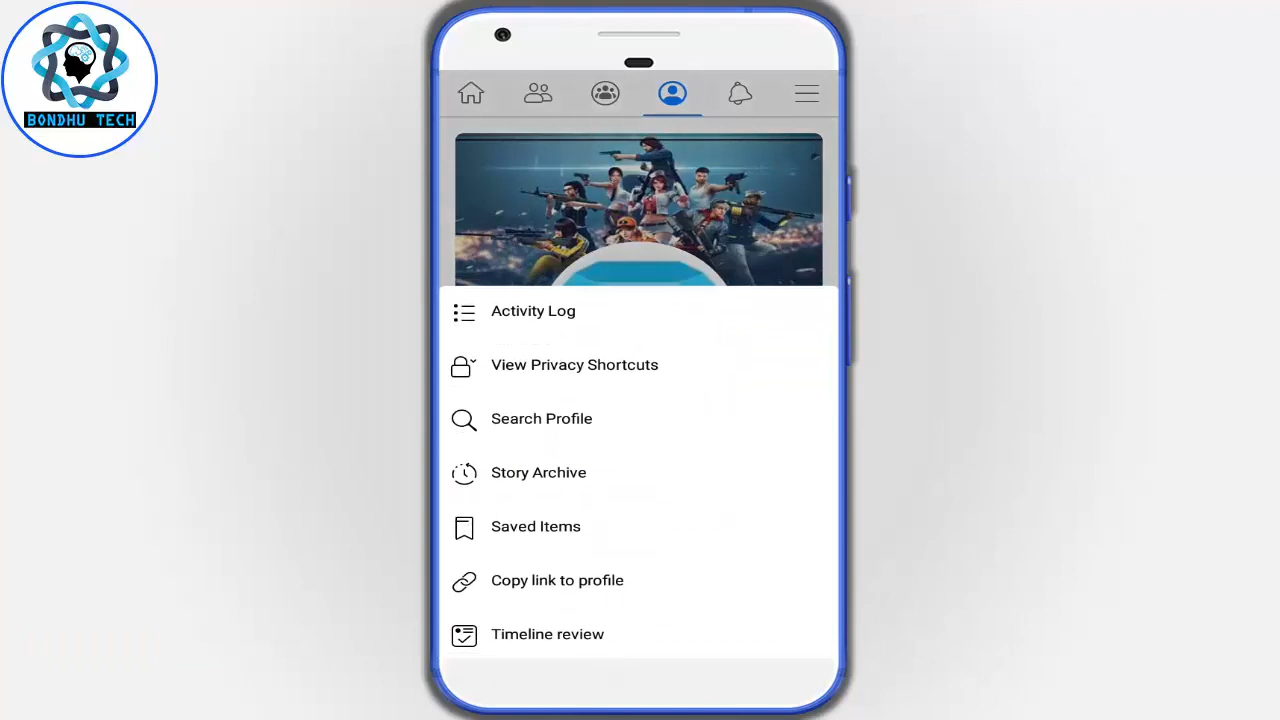 BONDHU TECH
Activity Log
View Privacy Shortcuts
Search Profile
Story Archive
Saved Items
Copy link to profile
Timeline review